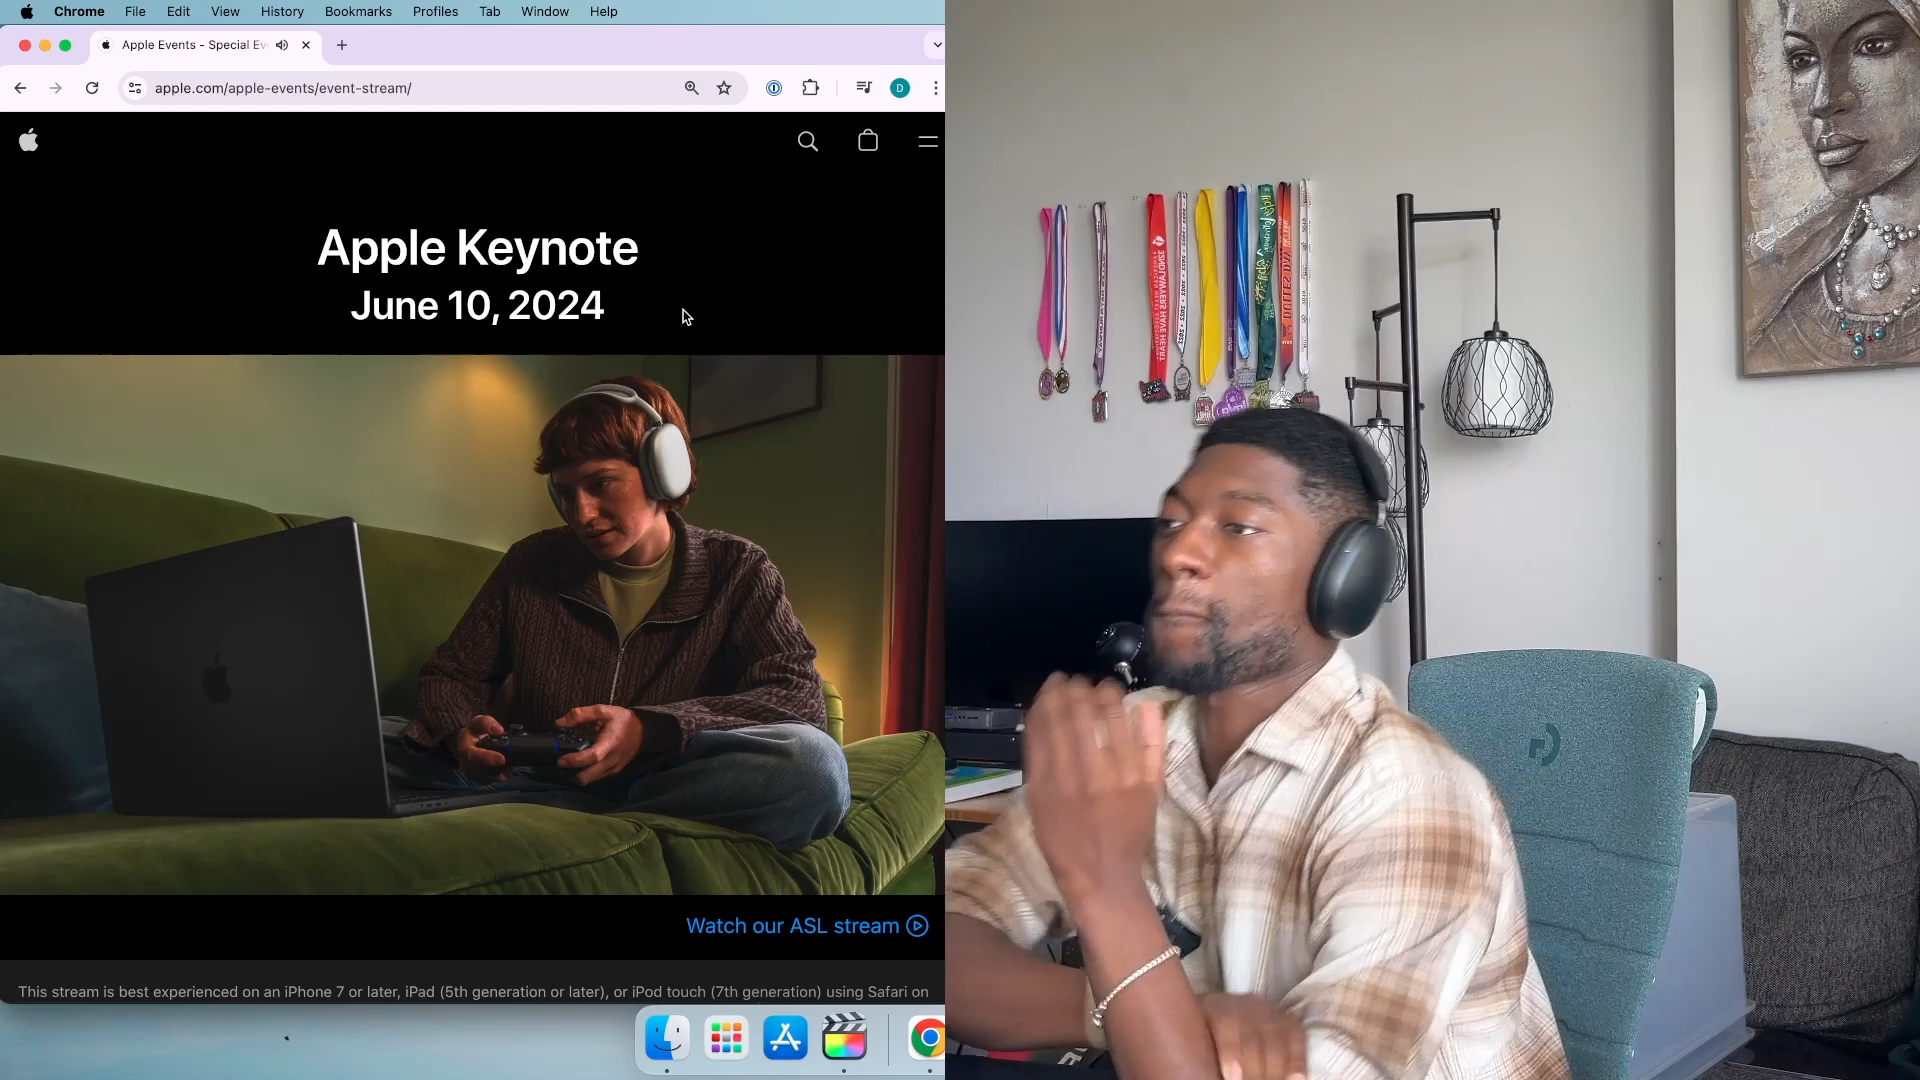 Chrome File Edit View History Bookmarks Profiles Tab Window Help
Apple Events - Special Ev
apple.com/apple-events/event-stream/
D
Apple Keynote
June 10, 2024
Watch our ASL stream
This stream is best experienced on an iPhone 7 or later, iPad (5th generation or later), or iPod touch (7th generation) using Safari on